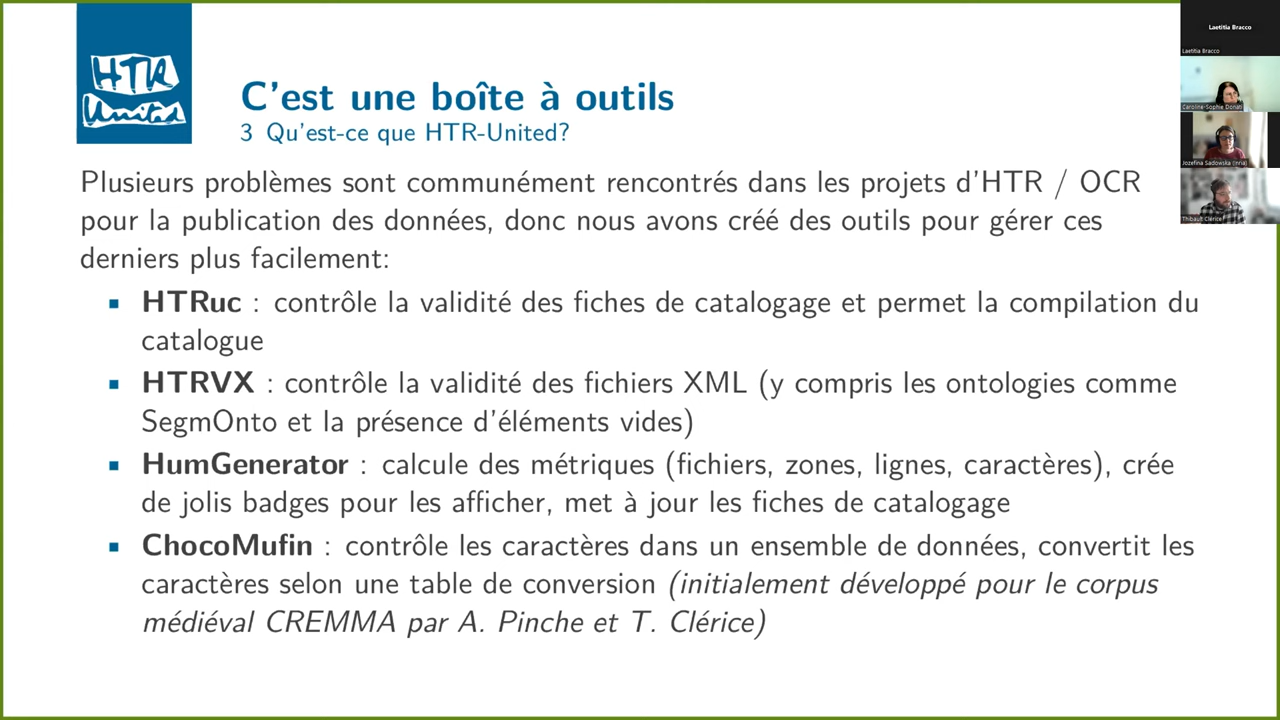 HTR
United
C'est une boîte à outils
3 Qu'est-ce que HTR-United?
Plusieurs problèmes sont communément rencontrés dans les projets d'HTR / OCR
pour la publication des données, donc nous avons créé des outils pour gérer ces
derniers plus facilement:
▪ HTRuc : contrôle la validité des fiches de catalogage et permet la compilation du
catalogue
▪ HTRVX : contrôle la validité des fichiers XML (y compris les ontologies comme
SegmOnto et la présence d'éléments vides)
▪ HumGenerator : calcule des métriques (fichiers, zones, lignes, caractères), crée
de jolis badges pour les afficher, met à jour les fiches de catalogage
▪ ChocoMufin : contrôle les caractères dans un ensemble de données, convertit les
caractères selon une table de conversion (initialement développé pour le corpus
médiéval CREMMA par A. Pinche et T. Clérice)
Laetitia Bracco
Laetitia Bracco
Caroline-Sophie Donati
Jozefina Sadowska (Inria)
Thibault Clérice